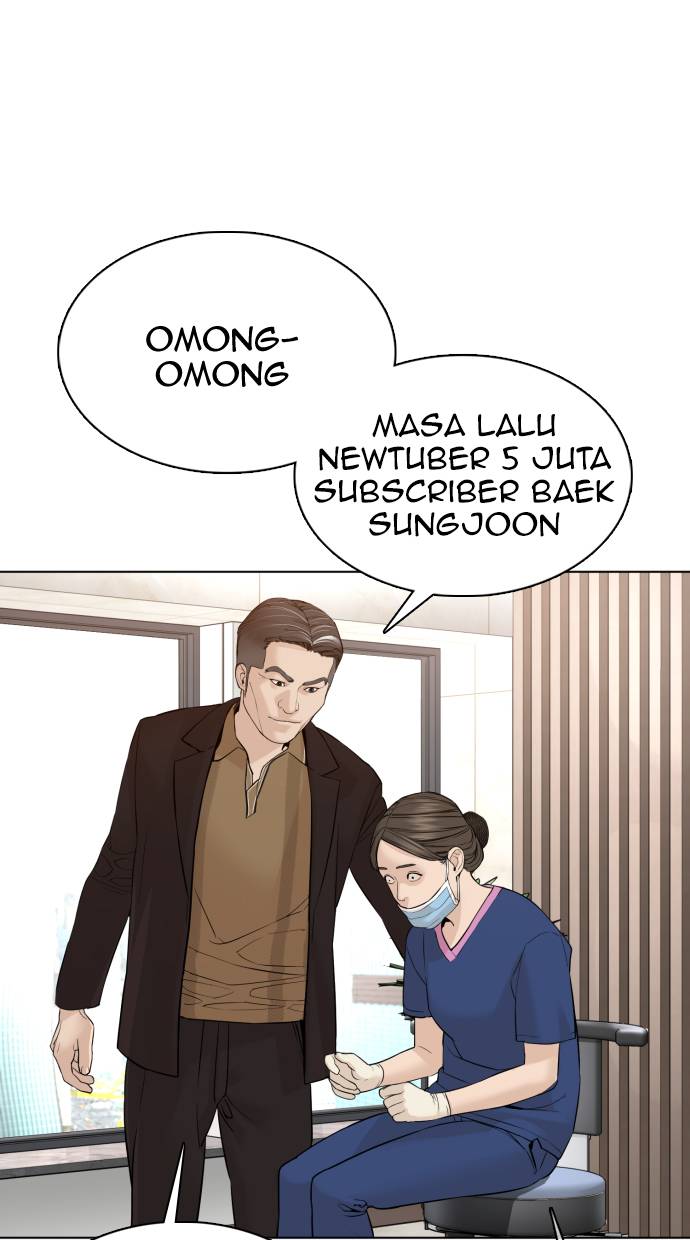 OMONG-
OMONG
MASA LALU
NEWTUBER 5 JUTA
SUBSCRIBER BAEK
SUNGJOON